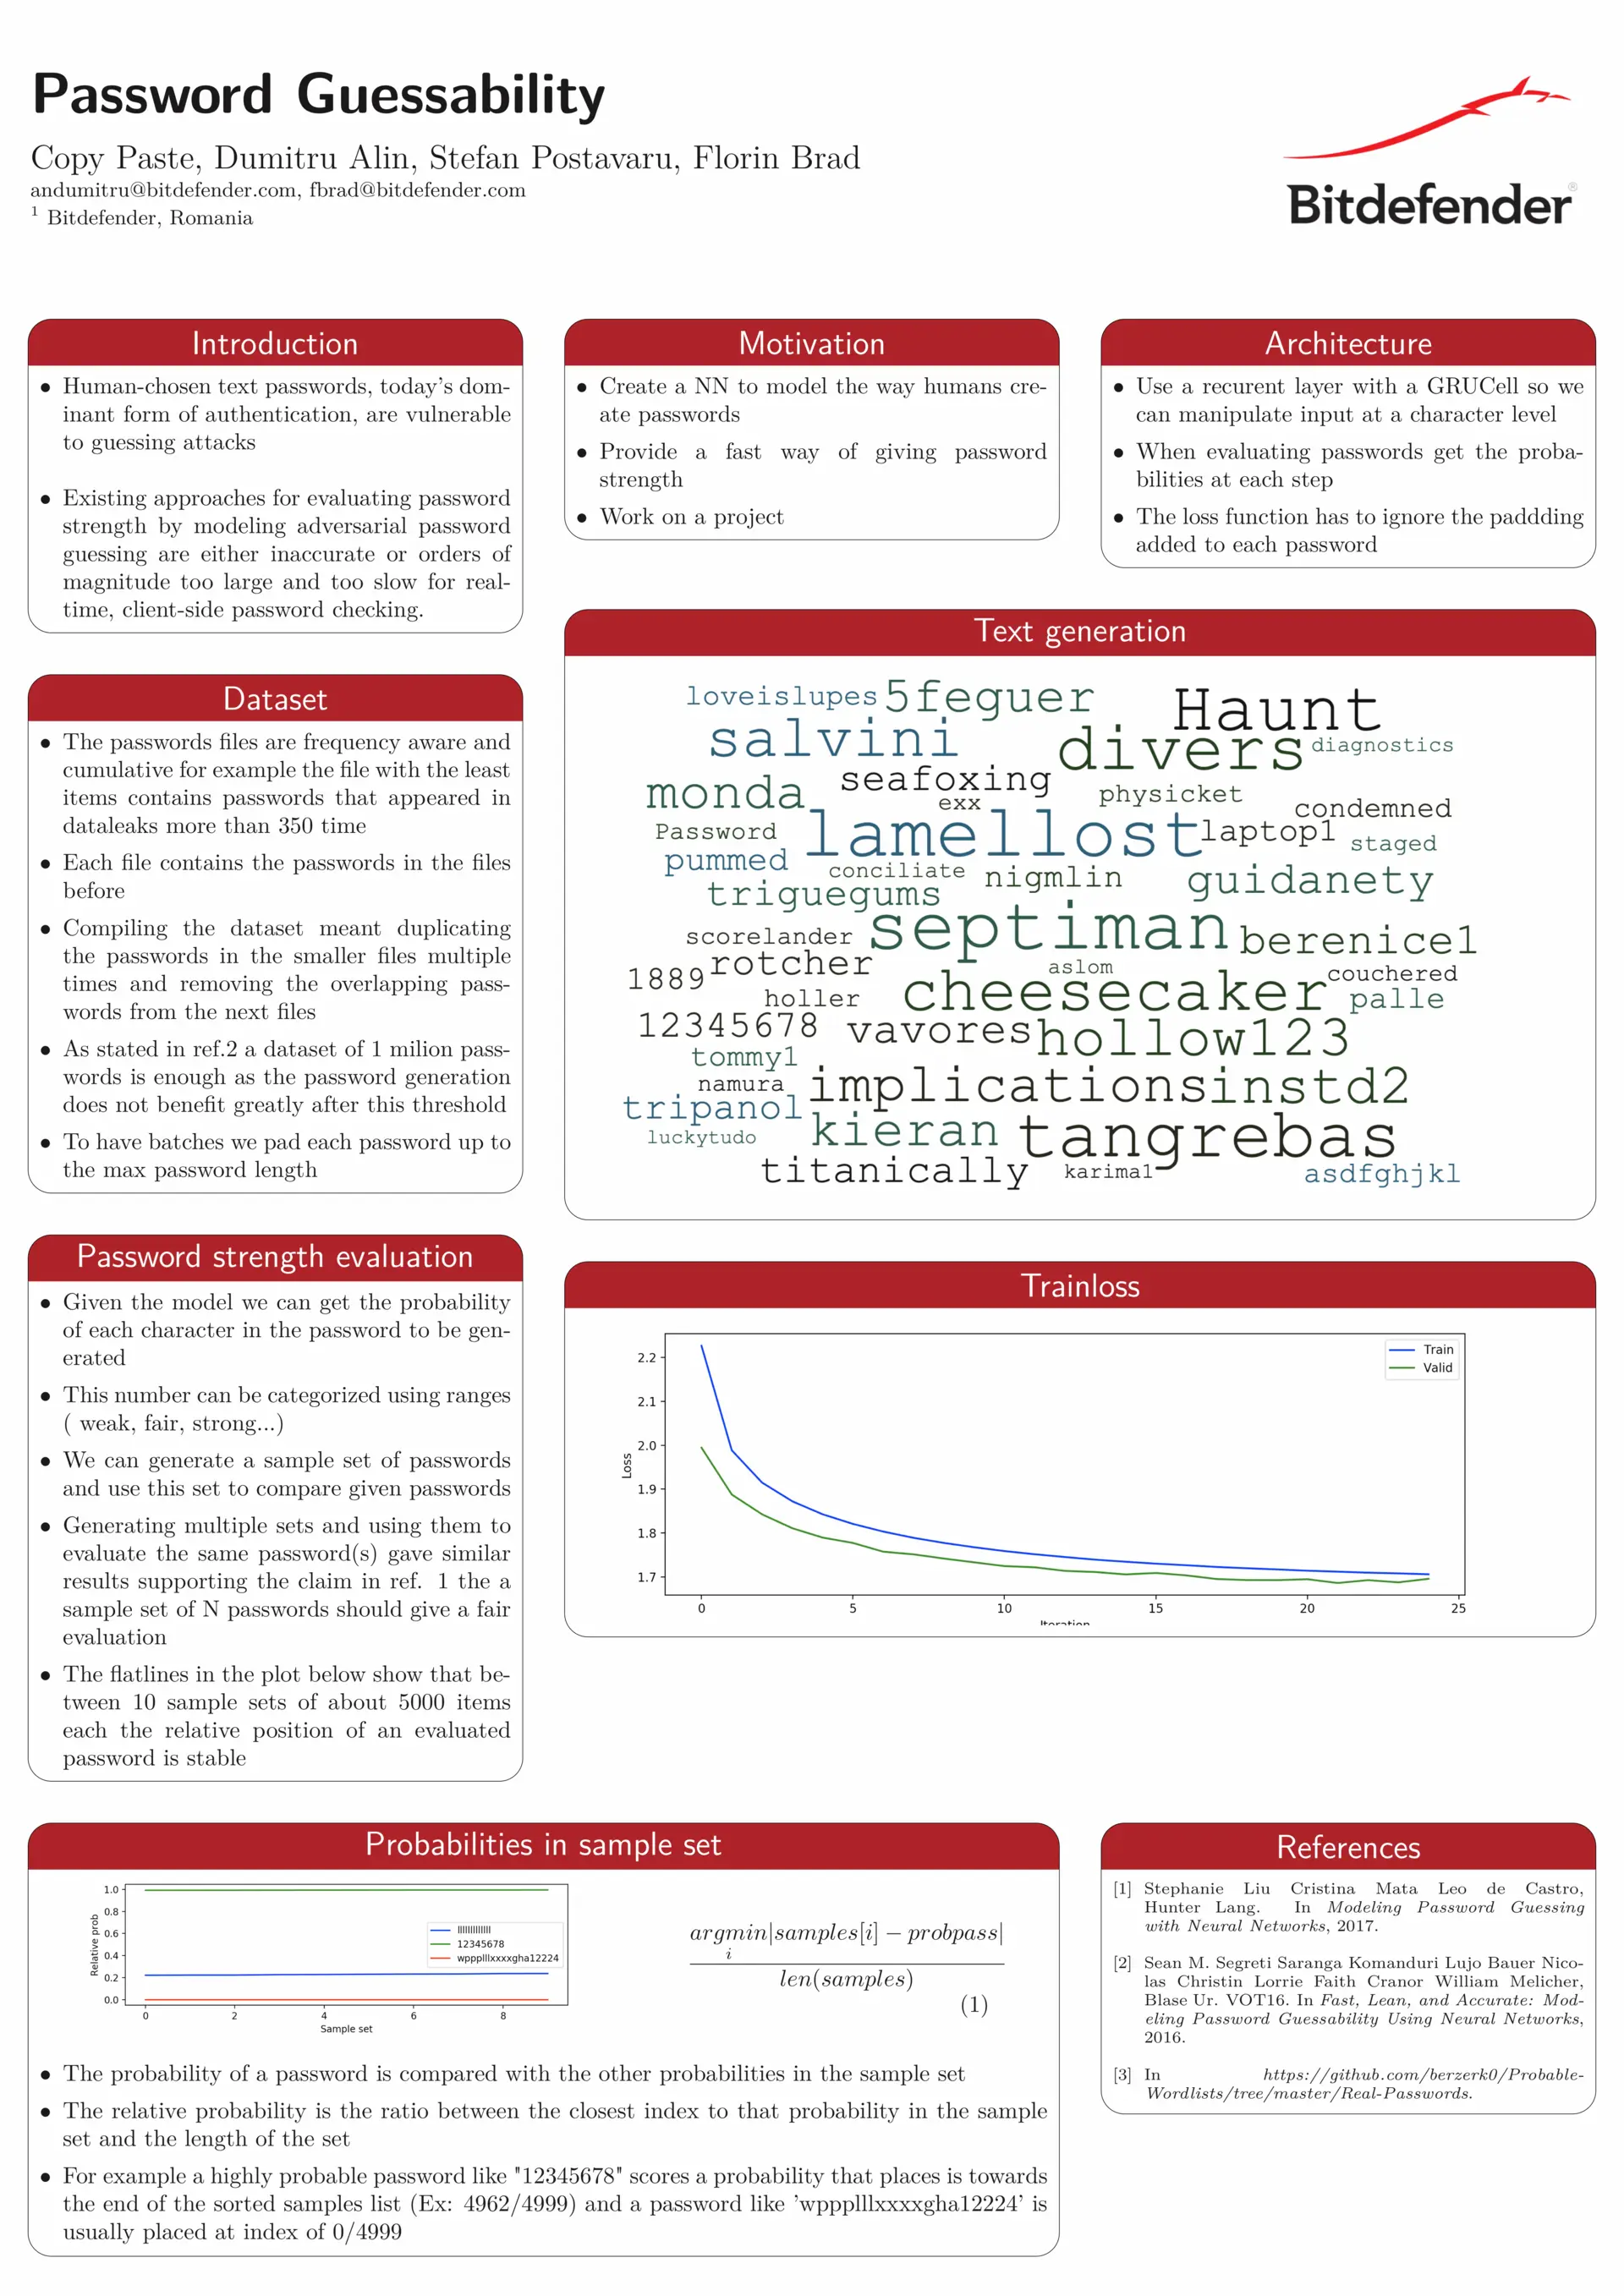 Password Guessability
Copy Paste, Dumitru Alin, Stefan Postavaru, Florin Brad
andumitru@bitdefender.com, fbrad@bitdefender.com
1 Bitdefender, Romania
Bitdefender®
Introduction
• Human-chosen text passwords, today's dom-
inant form of authentication, are vulnerable
to guessing attacks
• Existing approaches for evaluating password
strength by modeling adversarial password
guessing are either inaccurate or orders of
magnitude too large and too slow for real-
time, client-side password checking.
Motivation
• Create a NN to model the way humans cre-
ate passwords
• Provide a fast way of giving password
strength
• Work on a project
Architecture
• Use a recurent layer with a GRUCell so we
can manipulate input at a character level
• When evaluating passwords get the proba-
bilities at each step
• The loss function has to ignore the paddding
added to each password
Dataset
• The passwords files are frequency aware and
cumulative for example the file with the least
items contains passwords that appeared in
dataleaks more than 350 time
• Each file contains the passwords in the files
before
• Compiling the dataset meant duplicating
the passwords in the smaller files multiple
times and removing the overlapping pass-
words from the next files
• As stated in ref.2 a dataset of 1 milion pass-
words is enough as the password generation
does not benefit greatly after this threshold
• To have batches we pad each password up to
the max password length
Text generation
loveislupes 5feguer Haunt
salvini divers diagnostics
monda seafoxing physicket
exx condemned
Password lamellost laptop1 staged
pummed conciliate nigmlin guidanety
triguegums
scorelander septiman berenice1
1889 rotcher aslom couchered
holler cheesecaker palle
12345678 vavores hollow123
tommy1
namura implications instd2
tripanol
luckytudo kieran tangrebas
titanically karima1 asdfghjkl
Password strength evaluation
• Given the model we can get the probability
of each character in the password to be gen-
erated
• This number can be categorized using ranges
( weak, fair, strong...)
• We can generate a sample set of passwords
and use this set to compare given passwords
• Generating multiple sets and using them to
evaluate the same password(s) gave similar
results supporting the claim in ref. 1 the a
sample set of N passwords should give a fair
evaluation
• The flatlines in the plot below show that be-
tween 10 sample sets of about 5000 items
each the relative position of an evaluated
password is stable
Trainloss
2.2
2.1
2.0
1.9
1.8
1.7
Loss
Train
Valid
0 5 10 15 20 25
Iteration
Probabilities in sample set
1.0
0.8
0.6
0.4
0.2
0.0
Relative prob
12345678
wppplllxxxxgha12224
0 2 4 6 8
Sample set
argmin|samples[i] − probpass|
i
len(samples)
(1)
• The probability of a password is compared with the other probabilities in the sample set
• The relative probability is the ratio between the closest index to that probability in the sample
set and the length of the set
• For example a highly probable password like "12345678" scores a probability that places is towards
the end of the sorted samples list (Ex: 4962/4999) and a password like 'wppplllxxxxgha12224' is
usually placed at index of 0/4999
References
[1] Stephanie Liu Cristina Mata Leo de Castro,
Hunter Lang. In Modeling Password Guessing
with Neural Networks, 2017.
[2] Sean M. Segreti Saranga Komanduri Lujo Bauer Nico-
las Christin Lorrie Faith Cranor William Melicher,
Blase Ur. VOT16. In Fast, Lean, and Accurate: Mod-
eling Password Guessability Using Neural Networks,
2016.
[3] In https://github.com/berzerk0/Probable-
Wordlists/tree/master/Real-Passwords.